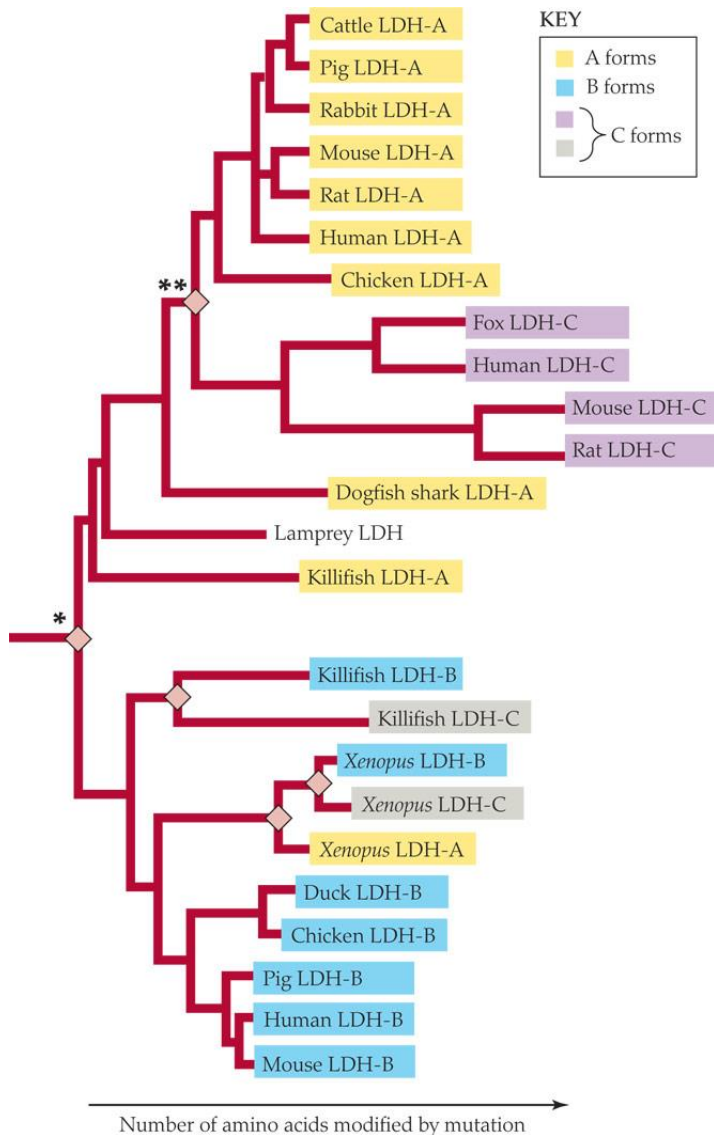 KEY
A forms
B forms
C forms
Cattle LDH-A
Pig LDH-A
Rabbit LDH-A
Mouse LDH-A
Rat LDH-A
Human LDH-A
Chicken LDH-A
**
Fox LDH-C
Human LDH-C
Mouse LDH-C
Rat LDH-C
Dogfish shark LDH-A
Lamprey LDH
Killifish LDH-A
*
Killifish LDH-B
Killifish LDH-C
Xenopus LDH-B
Xenopus LDH-C
Xenopus LDH-A
Duck LDH-B
Chicken LDH-B
Pig LDH-B
Human LDH-B
Mouse LDH-B
Number of amino acids modified by mutation